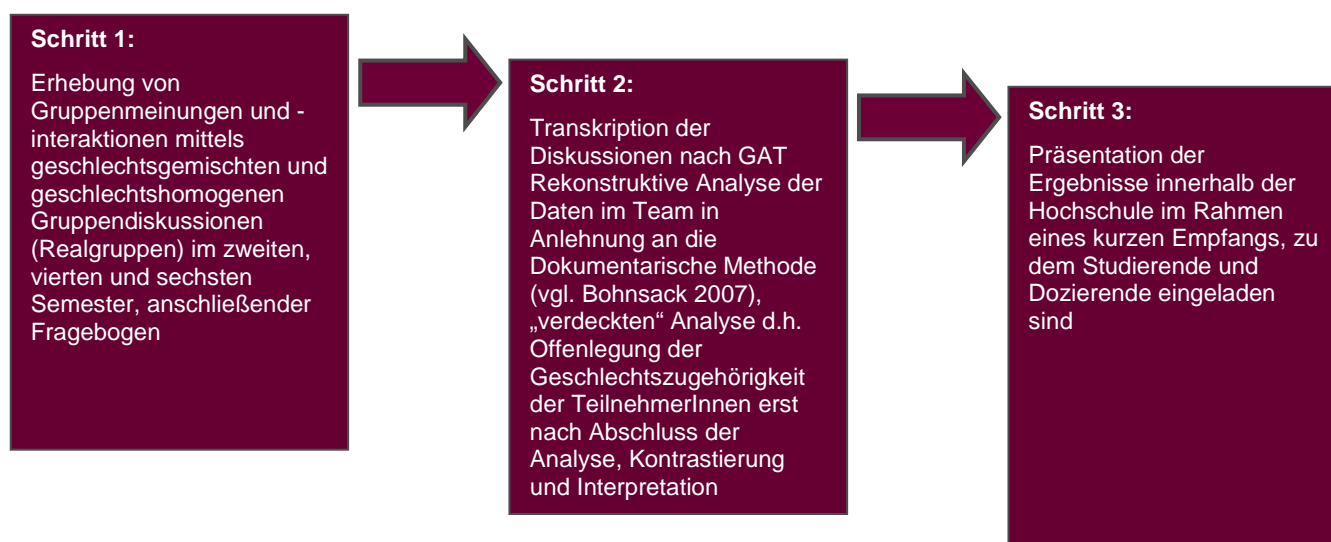 Schritt 1:
Erhebung von
Gruppenmeinungen und -
interaktionen mittels
geschlechtsgemischten und
geschlechtshomogenen
Gruppendiskussionen
(Realgruppen) im zweiten,
vierten und sechsten
Semester, anschließender
Fragebogen
Schritt 2:
Transkription der
Diskussionen nach GAT
Rekonstruktive Analyse der
Daten im Team in
Anlehnung an die
Dokumentarische Methode
(vgl. Bohnsack 2007),
„verdeckten“ Analyse d.h.
Offenlegung der
Geschlechtszugehörigkeit
der TeilnehmerInnen erst
nach Abschluss der
Analyse, Kontrastierung
und Interpretation
Schritt 3:
Präsentation der
Ergebnisse innerhalb der
Hochschule im Rahmen
eines kurzen Empfangs, zu
dem Studierende und
Dozierende eingeladen
sind